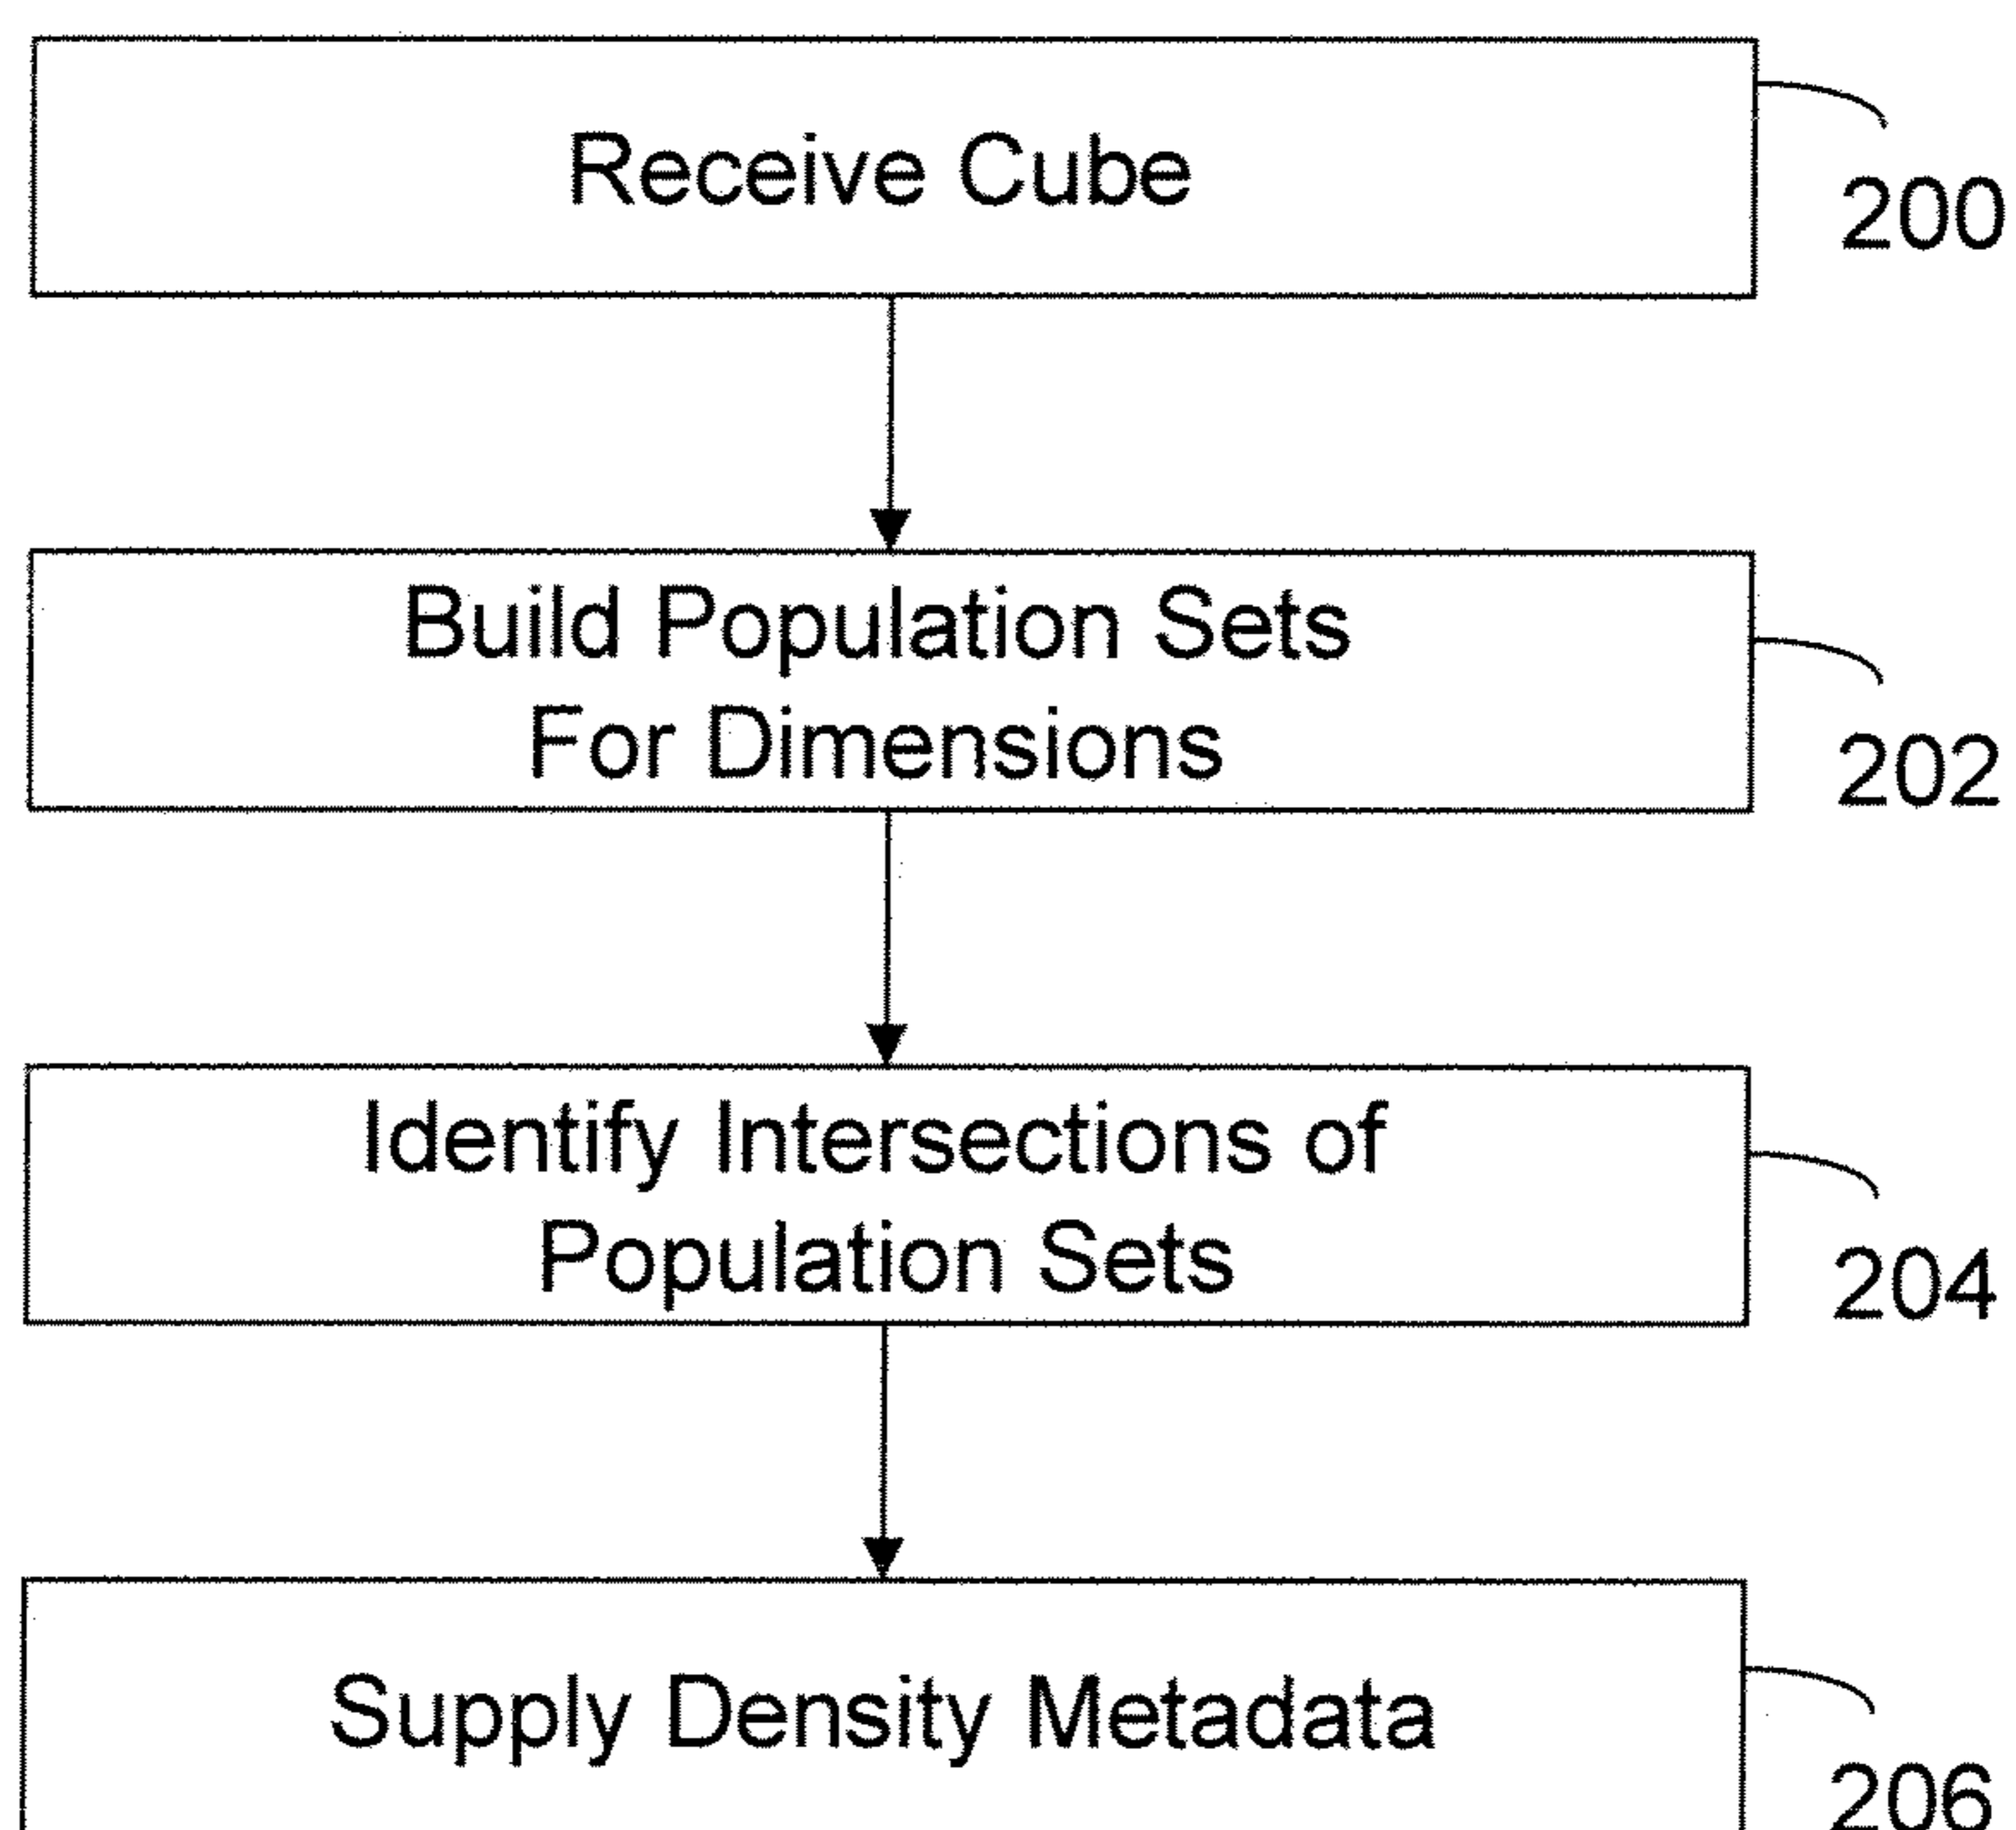 Receive Cube
200
Build Population Sets
For Dimensions
202
Identify Intersections of
Population Sets
204
Supply Density Metadata
206